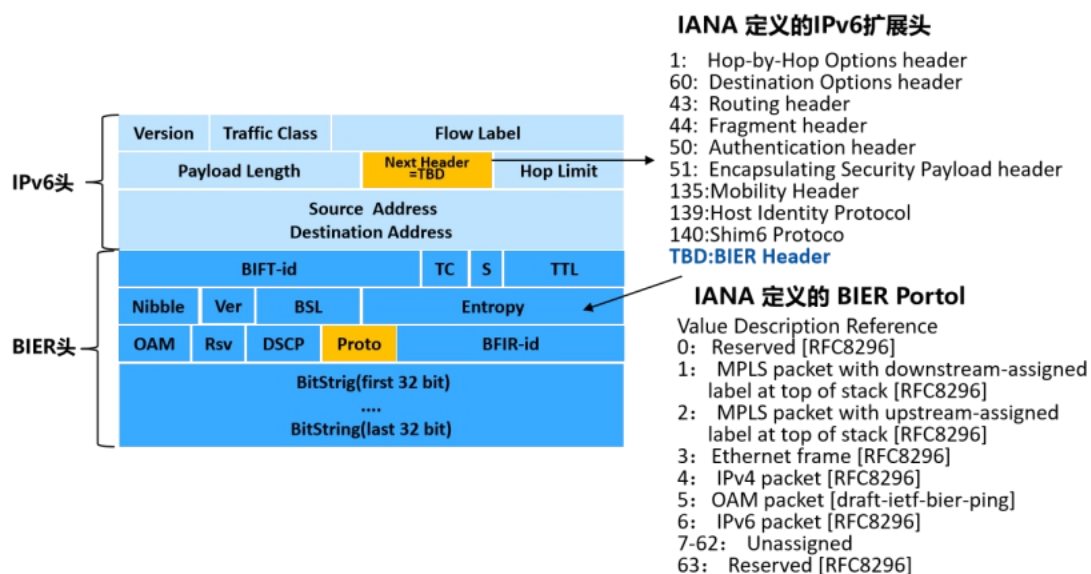 IANA 定义的IPv6扩展头
1: Hop-by-Hop Options header
60: Destination Options header
43: Routing header
44: Fragment header
50: Authentication header
51: Encapsulating Security Payload header
135:Mobility Header
139:Host Identity Protocol
140:Shim6 Protoco
TBD:BIER Header
IPv6头
Version Traffic Class Flow Label
Payload Length Next Header
=TBD Hop Limit
Source Address
Destination Address
BIER头
BIFT-id TC S TTL
Nibble Ver BSL Entropy
OAM Rsv DSCP Proto BFIR-id
BitStrig(first 32 bit)
....
BitString(last 32 bit)
IANA 定义的 BIER Portol
Value Description Reference
0: Reserved [RFC8296]
1: MPLS packet with downstream-assigned
label at top of stack [RFC8296]
2: MPLS packet with upstream-assigned
label at top of stack [RFC8296]
3: Ethernet frame [RFC8296]
4: IPv4 packet [RFC8296]
5: OAM packet [draft-ietf-bier-ping]
6: IPv6 packet [RFC8296]
7-62: Unassigned
63: Reserved [RFC8296]